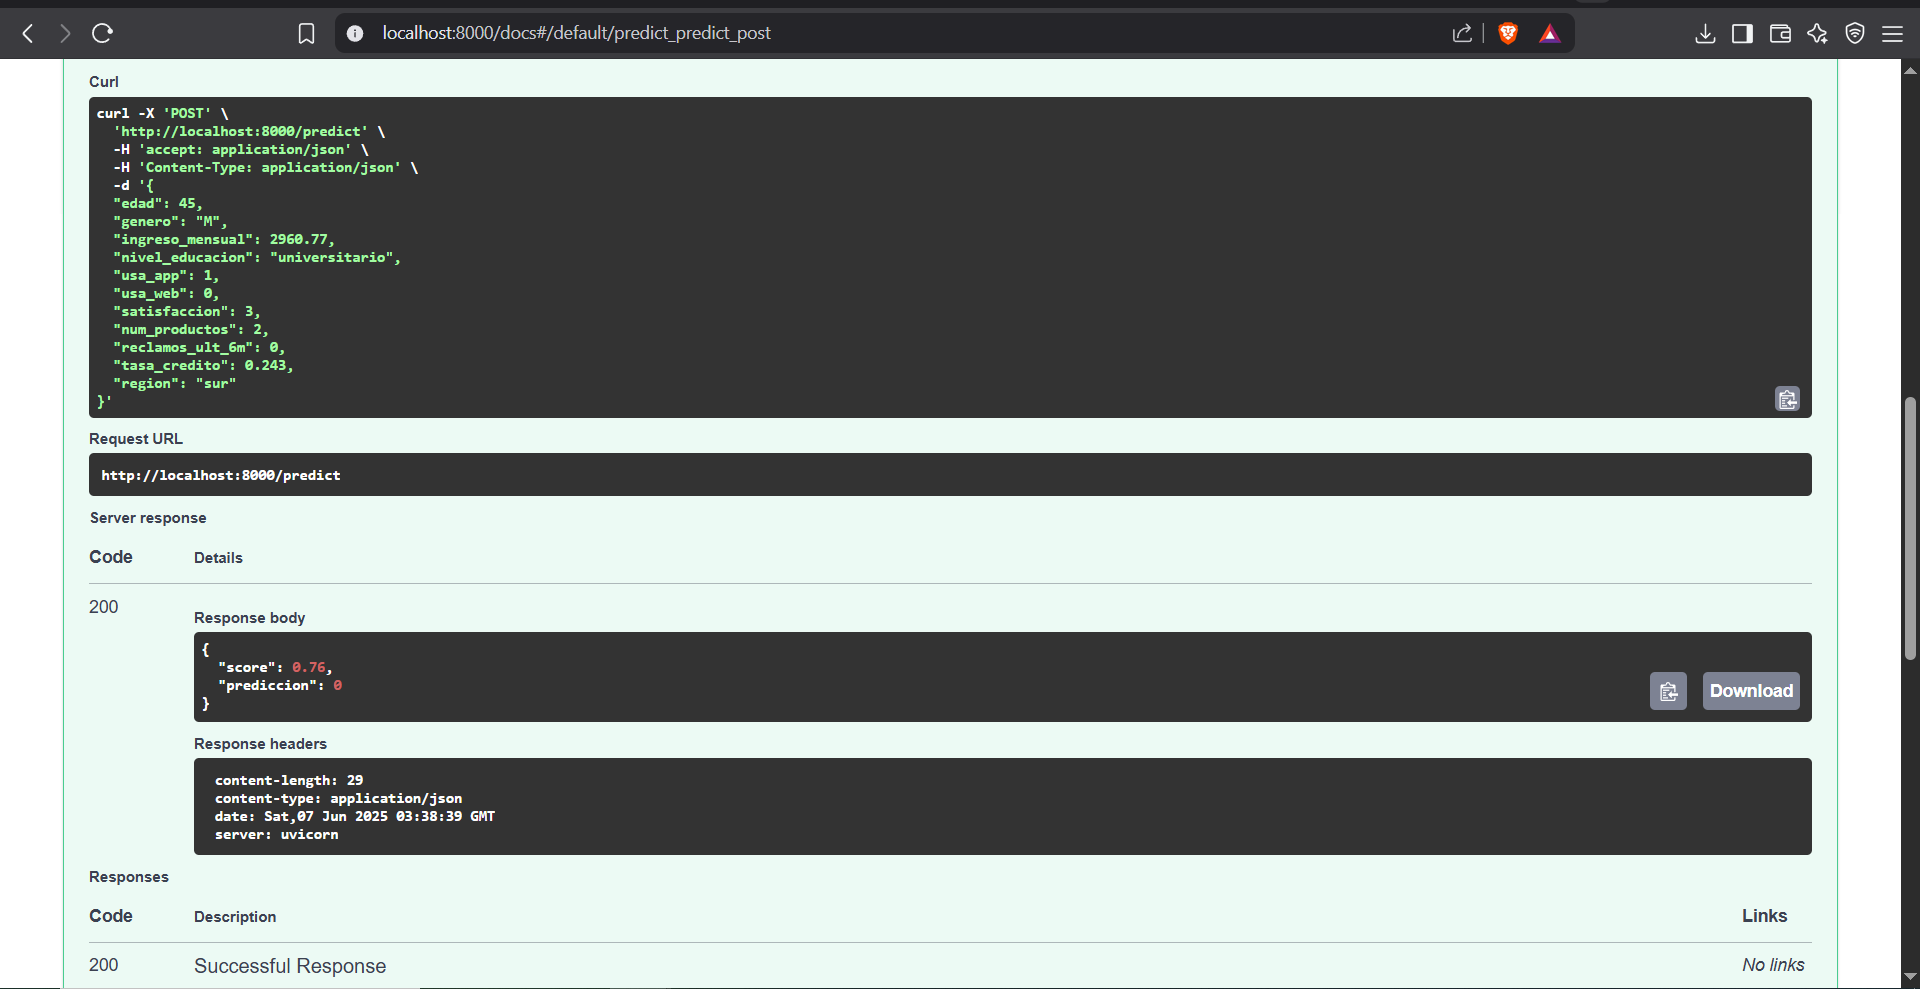 localhost:8000/docs#/default/predict_predict_post
Curl
curl -X 'POST' \
'http://localhost:8000/predict' \
-H 'accept: application/json' \
-H 'Content-Type: application/json' \
-d '{
"edad": 45,
"genero": "M",
"ingreso_mensual": 2960.77,
"nivel_educacion": "universitario",
"usa_app": 1,
"usa_web": 0,
"satisfaccion": 3,
"num_productos": 2,
"reclamos_ult_6m": 0,
"tasa_credito": 0.243,
"region": "sur"
}'
Request URL
http://localhost:8000/predict
Server response
Code Details
200
Response body
{
"score": 0.76,
"prediccion": 0
}
Download
Response headers
content-length: 29
content-type: application/json
date: Sat,07 Jun 2025 03:38:39 GMT
server: uvicorn
Responses
Code Description Links
200 Successful Response No links